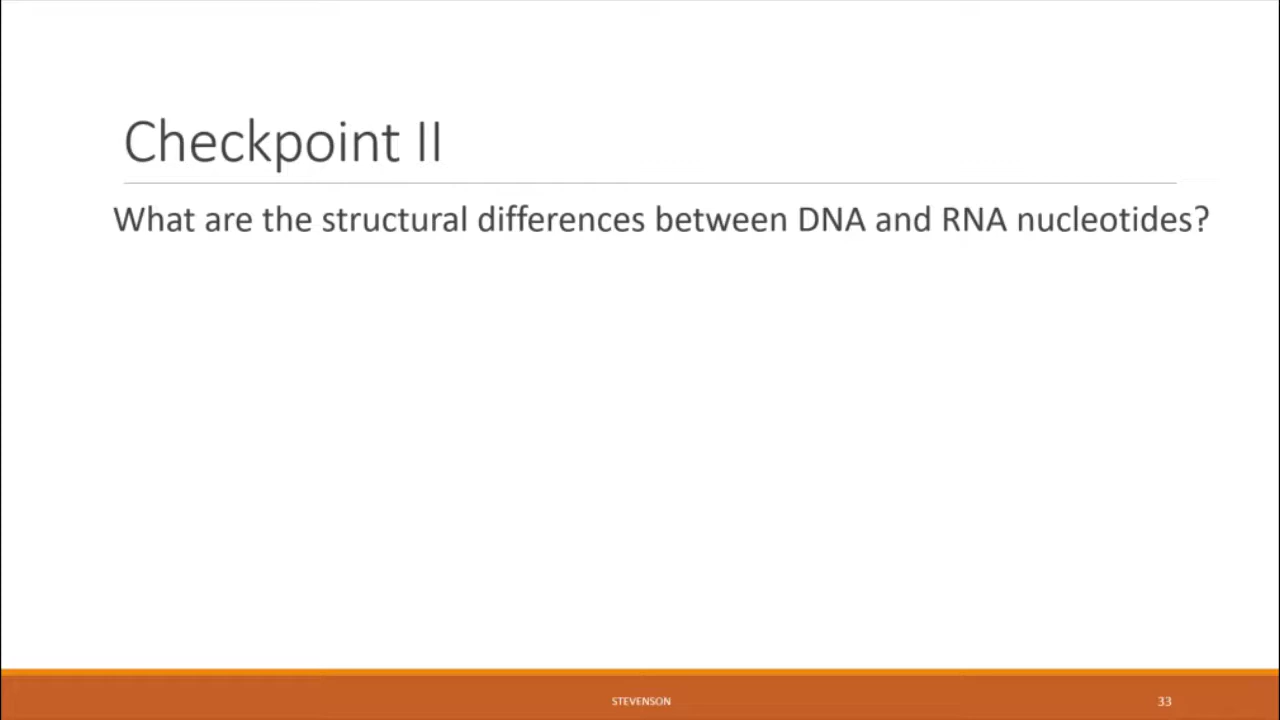 Checkpoint II
What are the structural differences between DNA and RNA nucleotides?
STEVENSON
33